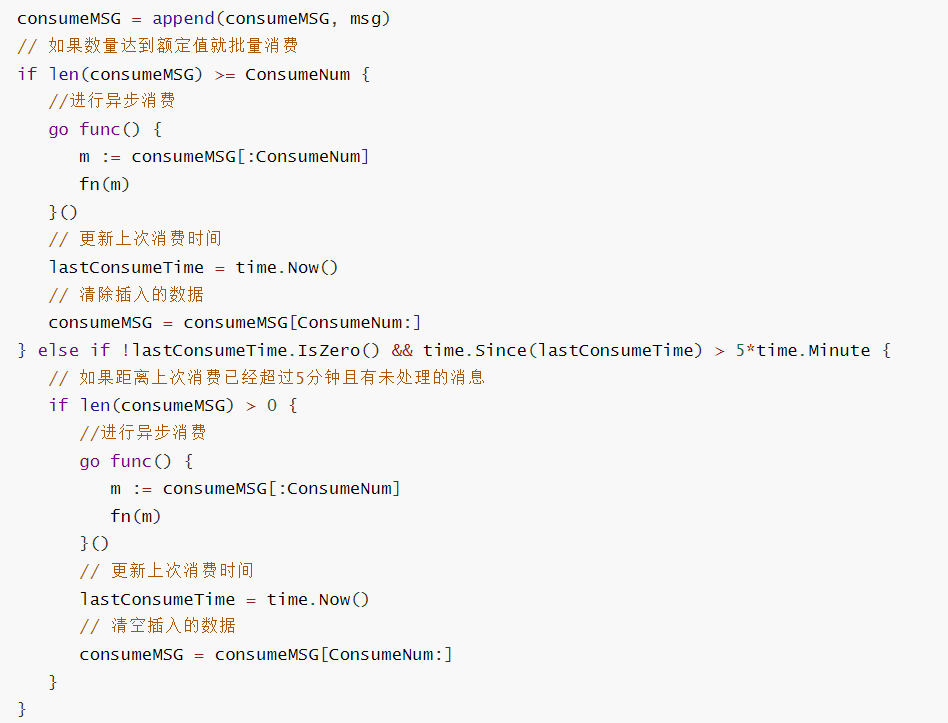 consumeMSG = append(consumeMSG, msg)
// 如果数量达到额定值就批量消费
if len(consumeMSG) >= ConsumeNum {
   //进行异步消费
   go func() {
      m := consumeMSG[:ConsumeNum]
      fn(m)
   }()
   // 更新上次消费时间
   lastConsumeTime = time.Now()
   // 清除插入的数据
   consumeMSG = consumeMSG[ConsumeNum:]
} else if !lastConsumeTime.IsZero() && time.Since(lastConsumeTime) > 5*time.Minute {
   // 如果距离上次消费已经超过5分钟且有未处理的消息
   if len(consumeMSG) > 0 {
      //进行异步消费
      go func() {
         m := consumeMSG[:ConsumeNum]
         fn(m)
      }()
      // 更新上次消费时间
      lastConsumeTime = time.Now()
      // 清空插入的数据
      consumeMSG = consumeMSG[ConsumeNum:]
   }
}